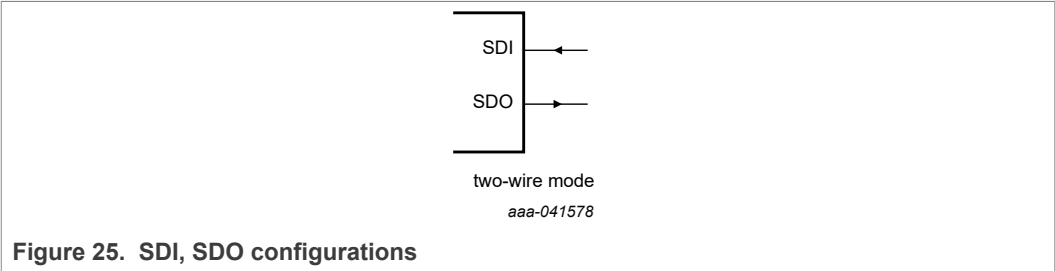 SDI
SDO
two-wire mode
aaa-041578
Figure 25. SDI, SDO configurations